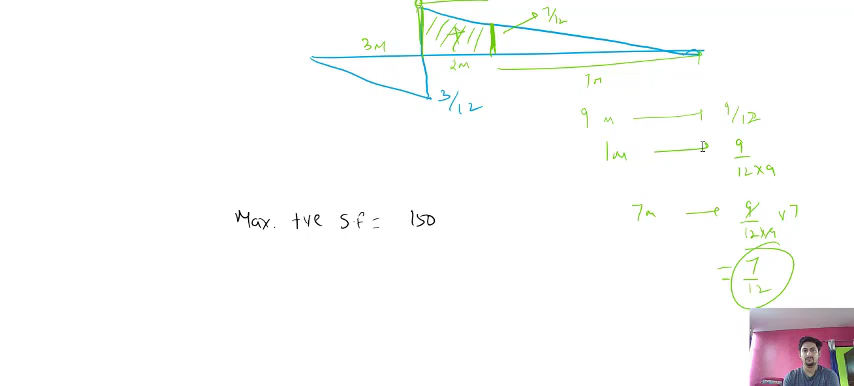 7/12
3M
2M
7m
3/12
9 m 9/12
1m 9/12×9
7m 9/12×9 ×7
= 7/12
Max. +ve S.F = 150